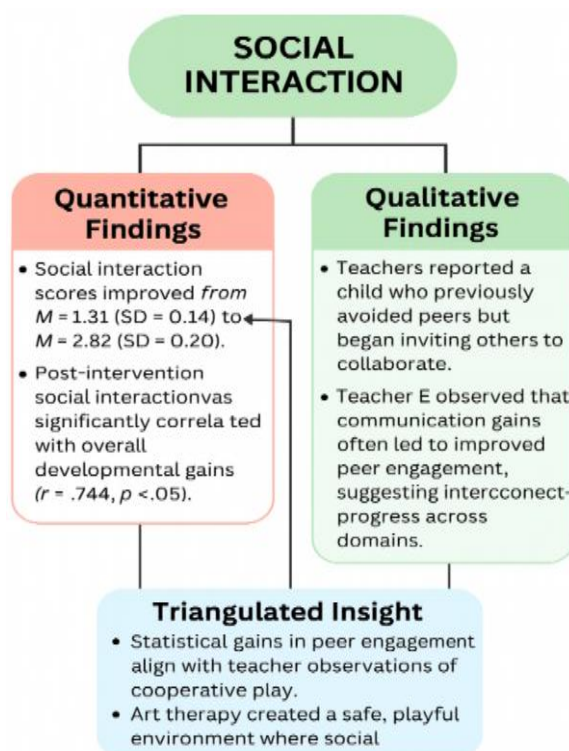 SOCIAL
INTERACTION
Quantitative
Findings
• Social interaction
scores improved from
M = 1.31 (SD = 0.14) to
M = 2.82 (SD = 0.20).
• Post-intervention
social interactionvas
significantly correla ted
with overall
developmental gains
(r = .744, p <.05).
Qualitative
Findings
• Teachers reported a
child who previously
avoided peers but
began inviting others to
collaborate.
• Teacher E observed that
communication gains
often led to improved
peer engagement,
suggesting intercconect-
progress across
domains.
Triangulated Insight
• Statistical gains in peer engagement
align with teacher observations of
cooperative play.
• Art therapy created a safe, playful
environment where social